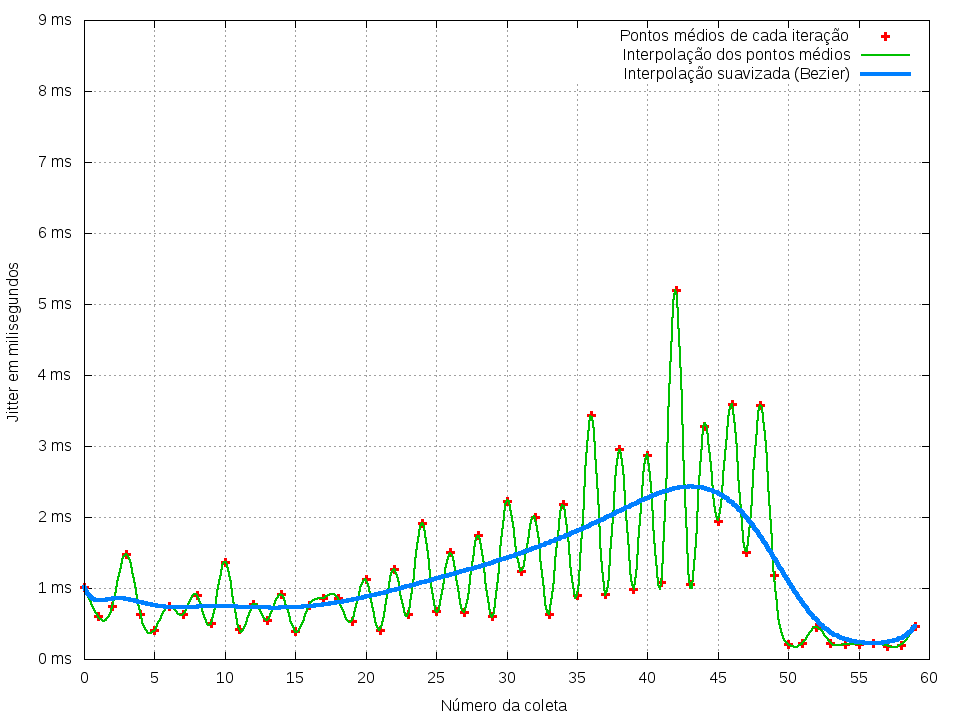 9 ms
8 ms
7 ms
6 ms
5 ms
4 ms
3 ms
2 ms
1 ms
0 ms
Jitter em milisegundos
Pontos médios de cada iteração
Interpolação dos pontos médios
Interpolação suavizada (Bezier)
0 5 10 15 20 25 30 35 40 45 50 55 60
Número da coleta